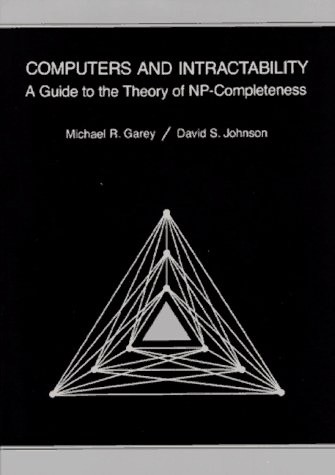 COMPUTERS AND INTRACTABILITY
A Guide to the Theory of NP-Completeness
Michael R. Garey / David S. Johnson